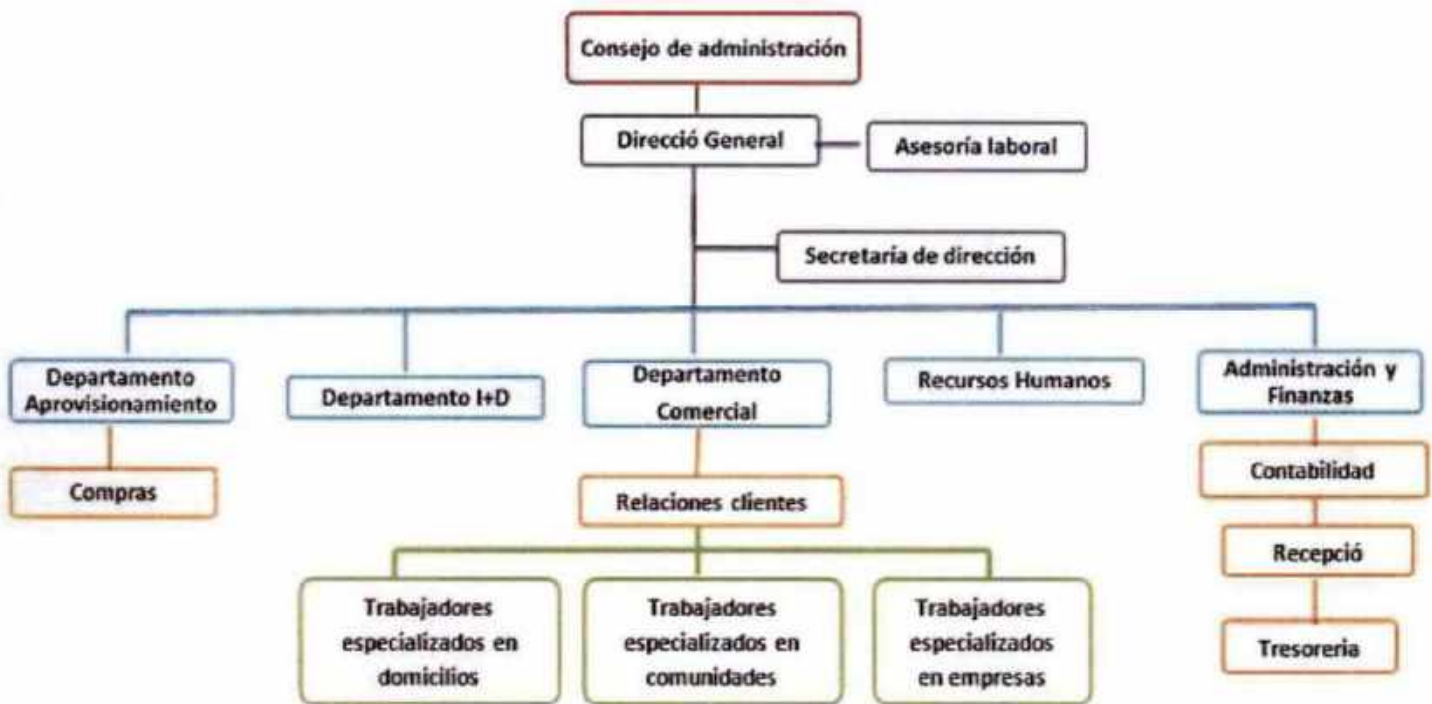 Consejo de administración
Direcció General
Asesoría laboral
Secretaría de dirección
Departamento
Aprovisionamiento
Departamento I+D
Departamento
Comercial
Recursos Humanos
Administración y
Finanzas
Compras
Relaciones clientes
Contabilidad
Recepció
Tresoreria
Trabajadores
especializados en
domicilios
Trabajadores
especializados en
comunidades
Trabajadores
especializados
en empresas